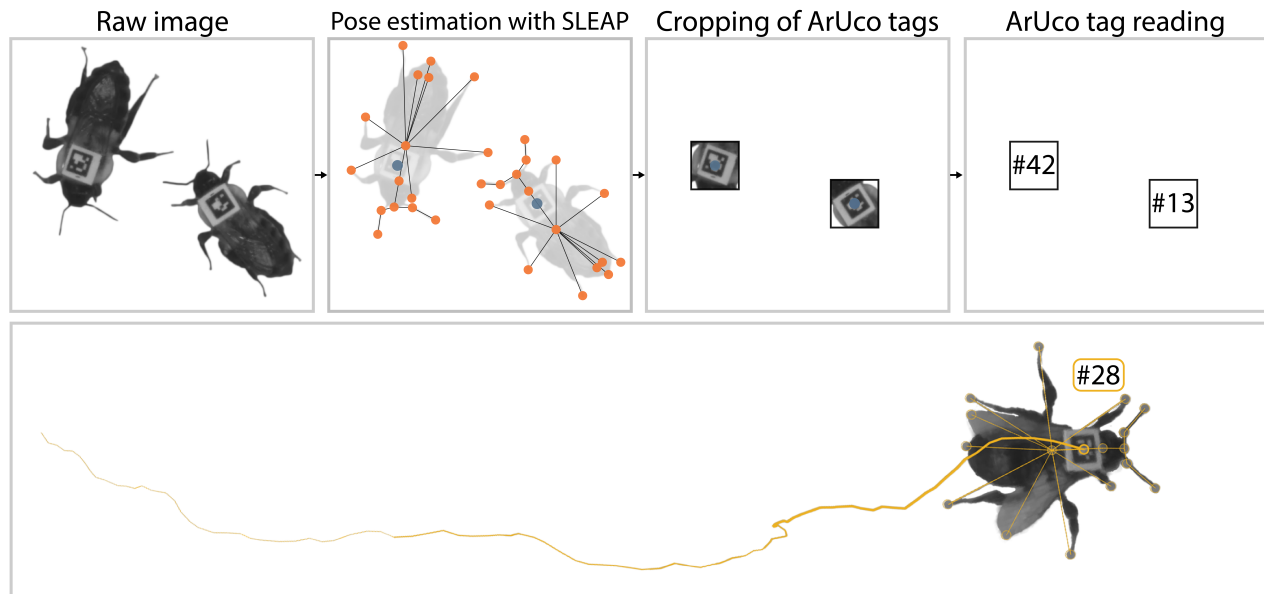 Raw image
Pose estimation with SLEAP
Cropping of ArUco tags
ArUco tag reading
#42
#13
#28